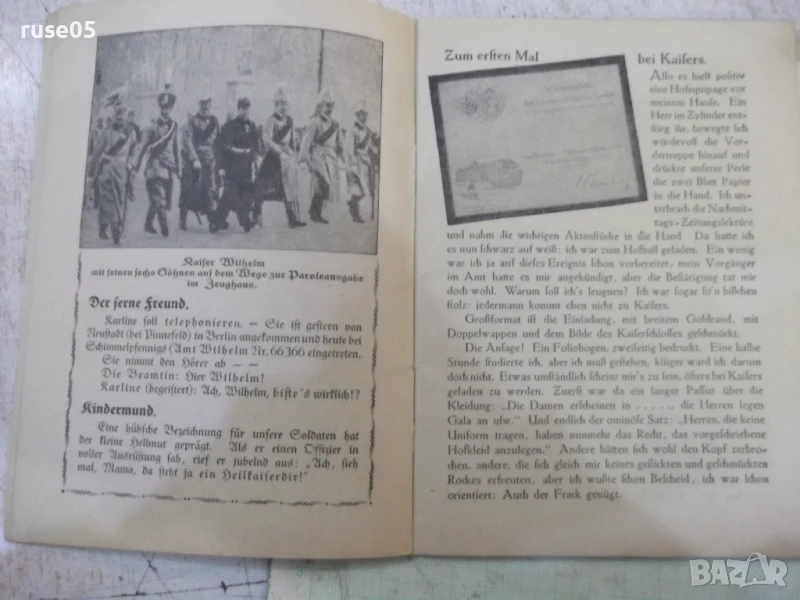 ruse05
Kaiser Wilhelm
mit seinen sechs Söhnen auf dem Wege zur Paroleausgabe
im Zeughaus.
Der ferne Freund.
Karline soll telephonieren. — Sie ist gestern von
Neustadt (bei Pinnefeld) in Berlin angekommen und heute bei
Schimmelpfennigs (Amt Wilhelm Nr. 66366 eingetreten.
Sie nimmt den Hörer ab — —
Die Beamtin: Hier Wilhelm!
Karline (begeistert): Ach, Wilhelm, biste's wirklich!?
Kindermund.
Eine hübsche Bezeichnung für unsere Soldaten hat
der kleine Hellmut geprägt. Als er einen Offizier in
voller Ausrüstung sah, rief er jubelnd aus: „Ach, sieh
mal, Mama, da steht ja ein Heilkaiserdir!"
Zum ersten Mal bei Kaisers.
Also es hielt positiv
eine Hofequipage vor
meinem Hause. Ein
Herr im Zylinder ent-
stieg ihr, bewegte sich
würdevoll die Vor-
dertreppe hinauf und
drückte unserer Perle
die zwei Blatt Papier
in die Hand. Ich un-
terbrach die Nachmit-
tags-Zeitungslektüre
und nahm die wichtigen Aktenstücke in die Hand Da hatte ich
es nun schwarz auf weiß: ich war zum Hofball geladen. Ein wenig
war ich ja auf dieses Ereignis schon vorbereitet; mein Vorgänger
im Amt hatte es mir angekündigt, aber die Bestätigung tat mir
doch wohl. Warum soll ich's leugnen? Ich war sogar so'n bißchen
stolz: jedermann kommt eben nicht zu Kaisers.
Großformat ist die Einladung, mit breitem Goldrand, mit
Doppelwappen und dem Bilde des Kaiserschlosses geschmückt.
Die Ansage! Ein Foliobogen, zweiseitig bedruckt. Eine halbe
Stunde studierte ich, aber ich muß gestehen, klüger ward ich darum
doch nicht. Etwas umständlich scheint mir's zu sein, öfters bei Kaisers
geladen zu werden. Zuerst war da ein langer Passus über die
Kleidung: „Die Damen erscheinen in ....., die Herren legen
Gala an usw." Und endlich der ominöse Satz: „Herren, die keine
Uniform tragen, haben nunmehr das Recht, das vorgeschriebene
Hofkleid anzulegen." Andere hätten sich wohl den Kopf zerbro-
chen, andere, die sich gleich mir keines gestickten und geschmückten
Rockes erfreuten, aber ich wußte schon Bescheid, ich war schon
orientiert: Auch der Frack genügt.
BAZAR